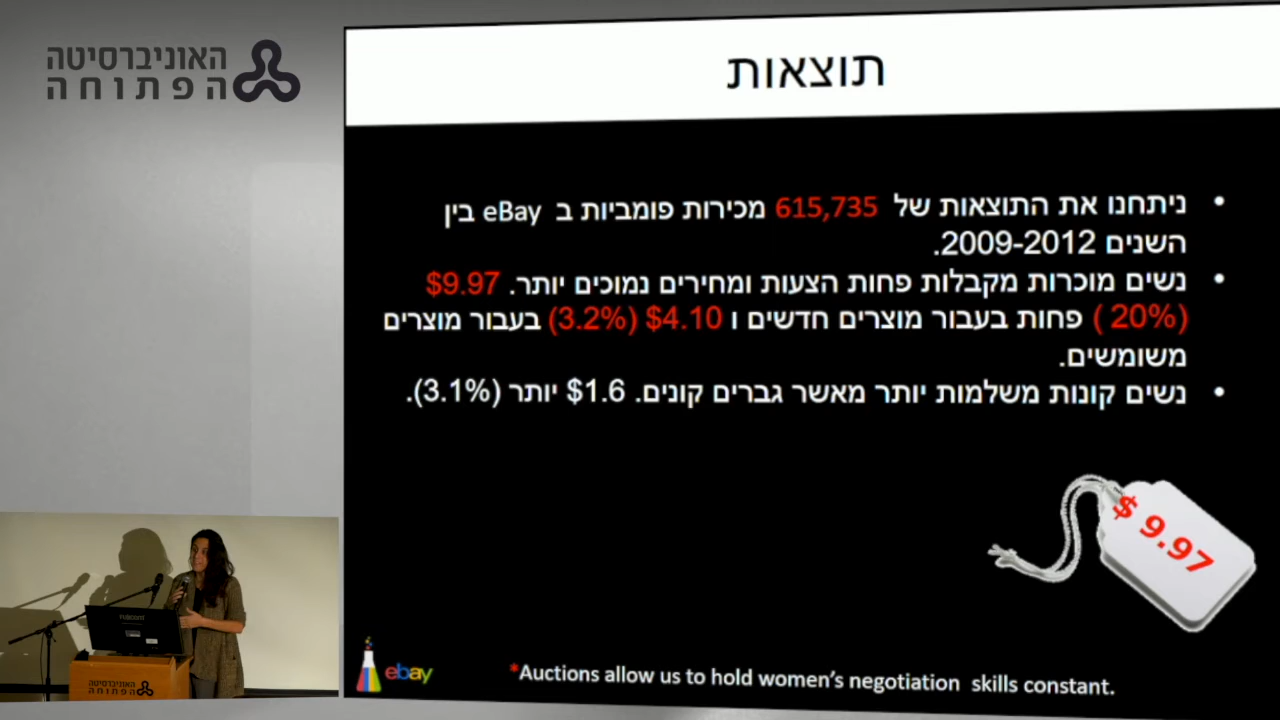 האוניברסיטה
הפתוחה
תוצאות
ניתחנו את התוצאות של 615,735 מכירות פומביות ב eBay בין
השנים 2009-2012.
נשים מוכרות מקבלות פחות הצעות ומחירים נמוכים יותר. $9.97
(20% ) פחות בעבור מוצרים חדשים ו $4.10 (3.2%) בעבור מוצרים
משומשים.
נשים קונות משלמות יותר מאשר גברים קונים. $1.6 יותר (3.1%).
$ 9.97
ebay
*Auctions allow us to hold women's negotiation skills constant.
האוניברסיטה
הפתוחה